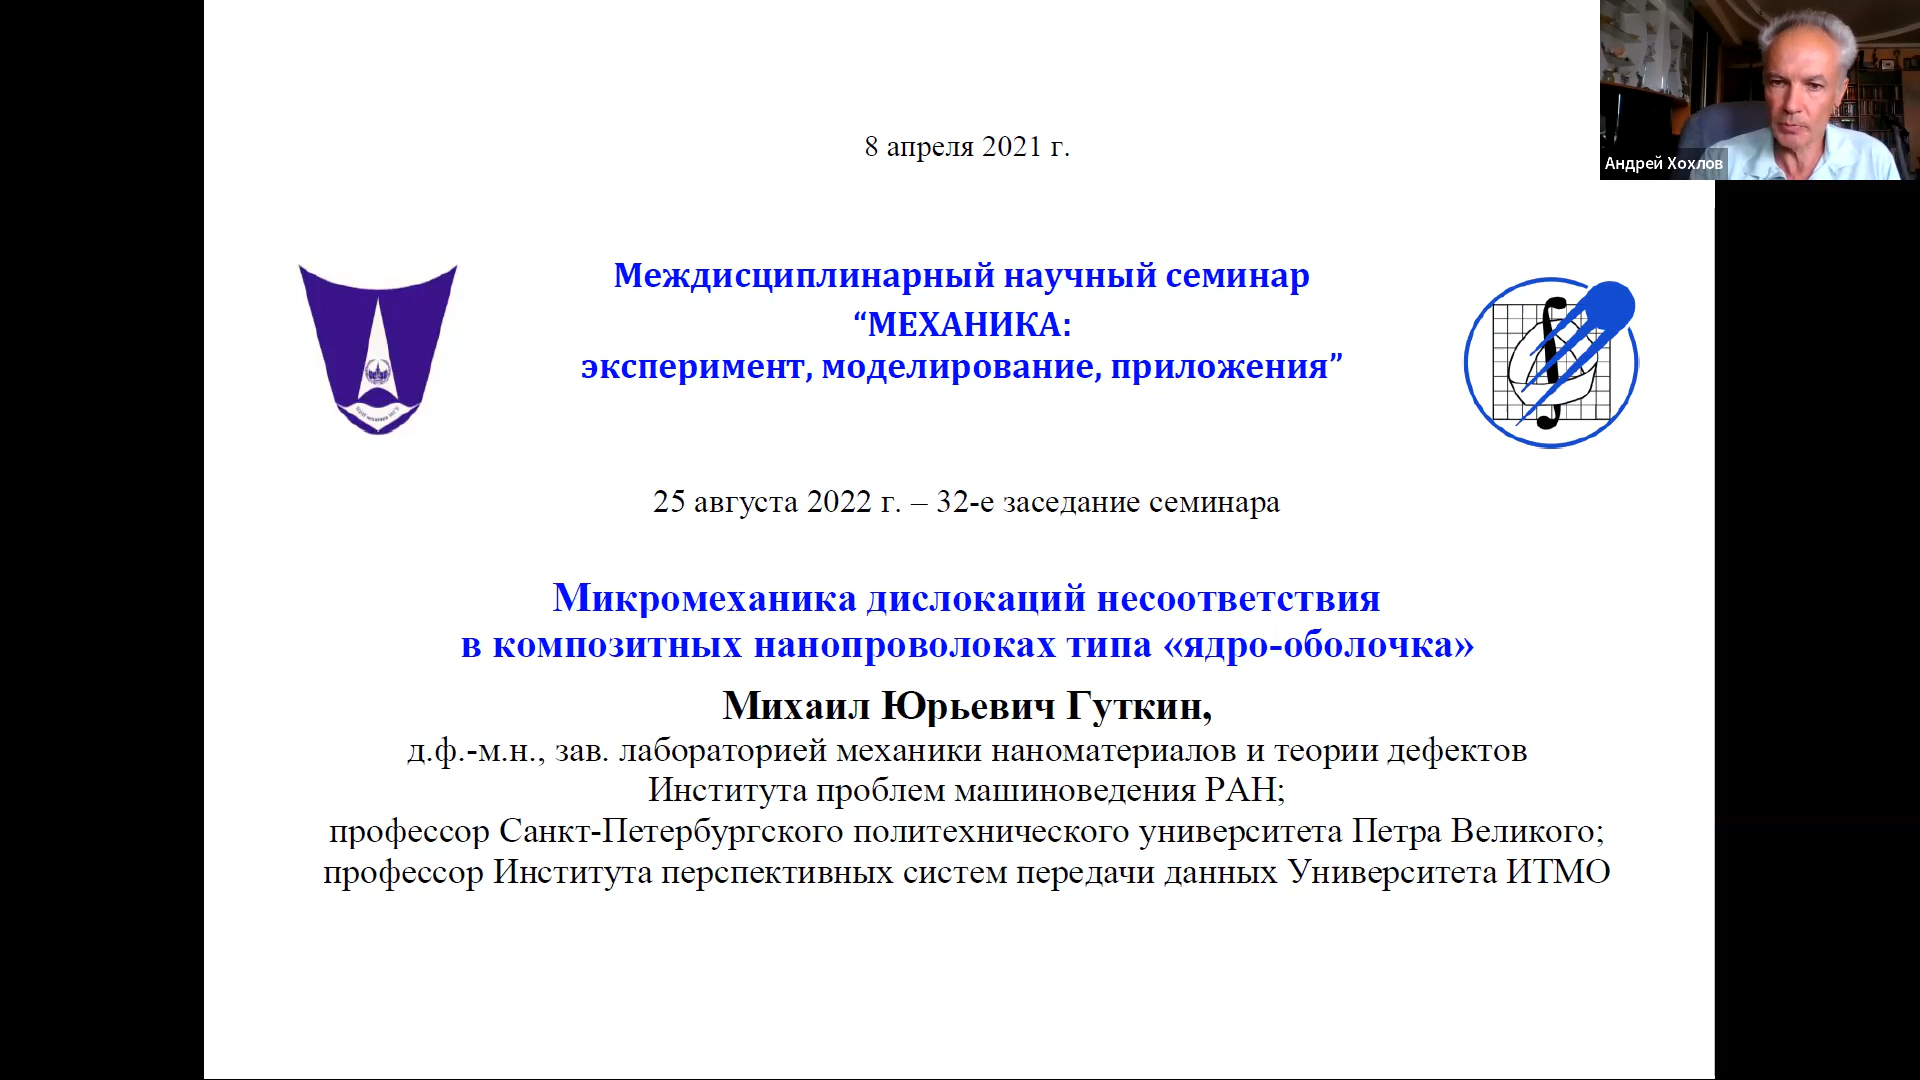 8 апреля 2021 г.
Андрей Хохлов
Междисциплинарный научный семинар
“МЕХАНИКА:
эксперимент, моделирование, приложения”
25 августа 2022 г. – 32-е заседание семинара
Микромеханика дислокаций несоответствия
в композитных нанопроволоках типа «ядро-оболочка»
Михаил Юрьевич Гуткин,
д.ф.-м.н., зав. лабораторией механики наноматериалов и теории дефектов
Института проблем машиноведения РАН;
профессор Санкт-Петербургского политехнического университета Петра Великого;
профессор Института перспективных систем передачи данных Университета ИТМО